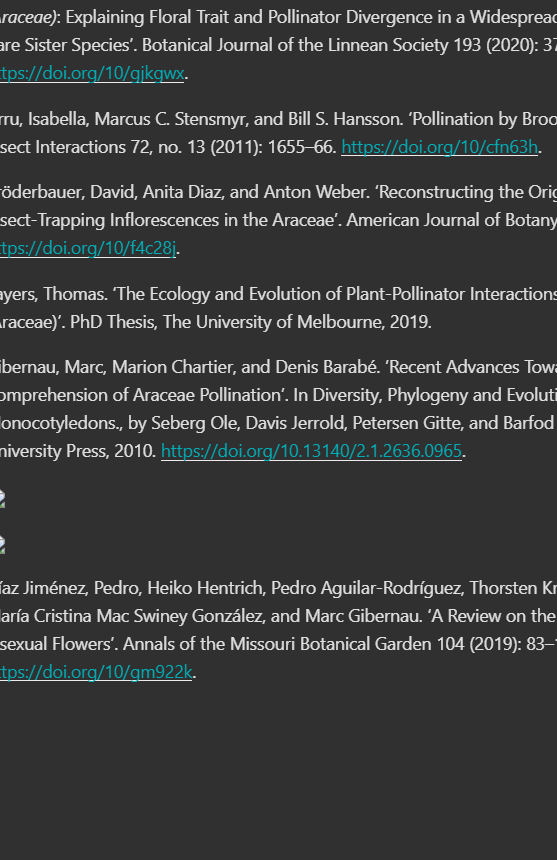 raceae): Explaining Floral Trait and Pollinator Divergence in a Widespread
are Sister Species'. Botanical Journal of the Linnean Society 193 (2020): 37
ttps://doi.org/10/gjkgwx.
rru, Isabella, Marcus C. Stensmyr, and Bill S. Hansson. ‘Pollination by Broo
sect Interactions 72, no. 13 (2011): 1655–66. https://doi.org/10/cfn63h.
röderbauer, David, Anita Diaz, and Anton Weber. ‘Reconstructing the Orig
sect-Trapping Inflorescences in the Araceae’. American Journal of Botany
ttps://doi.org/10/f4c28j.
ayers, Thomas. ‘The Ecology and Evolution of Plant-Pollinator Interactions
Araceae)’. PhD Thesis, The University of Melbourne, 2019.
ibernau, Marc, Marion Chartier, and Denis Barabé. ‘Recent Advances Towa
omprehension of Araceae Pollination’. In Diversity, Phylogeny and Evoluti
Monocotyledons., by Seberg Ole, Davis Jerrold, Petersen Gitte, and Barfod
niversity Press, 2010. https://doi.org/10.13140/2.1.2636.0965.
íaz Jiménez, Pedro, Heiko Hentrich, Pedro Aguilar-Rodríguez, Thorsten Kr
María Cristina Mac Swiney González, and Marc Gibernau. ‘A Review on the
sexual Flowers’. Annals of the Missouri Botanical Garden 104 (2019): 83–1
ttps://doi.org/10/gm922k.